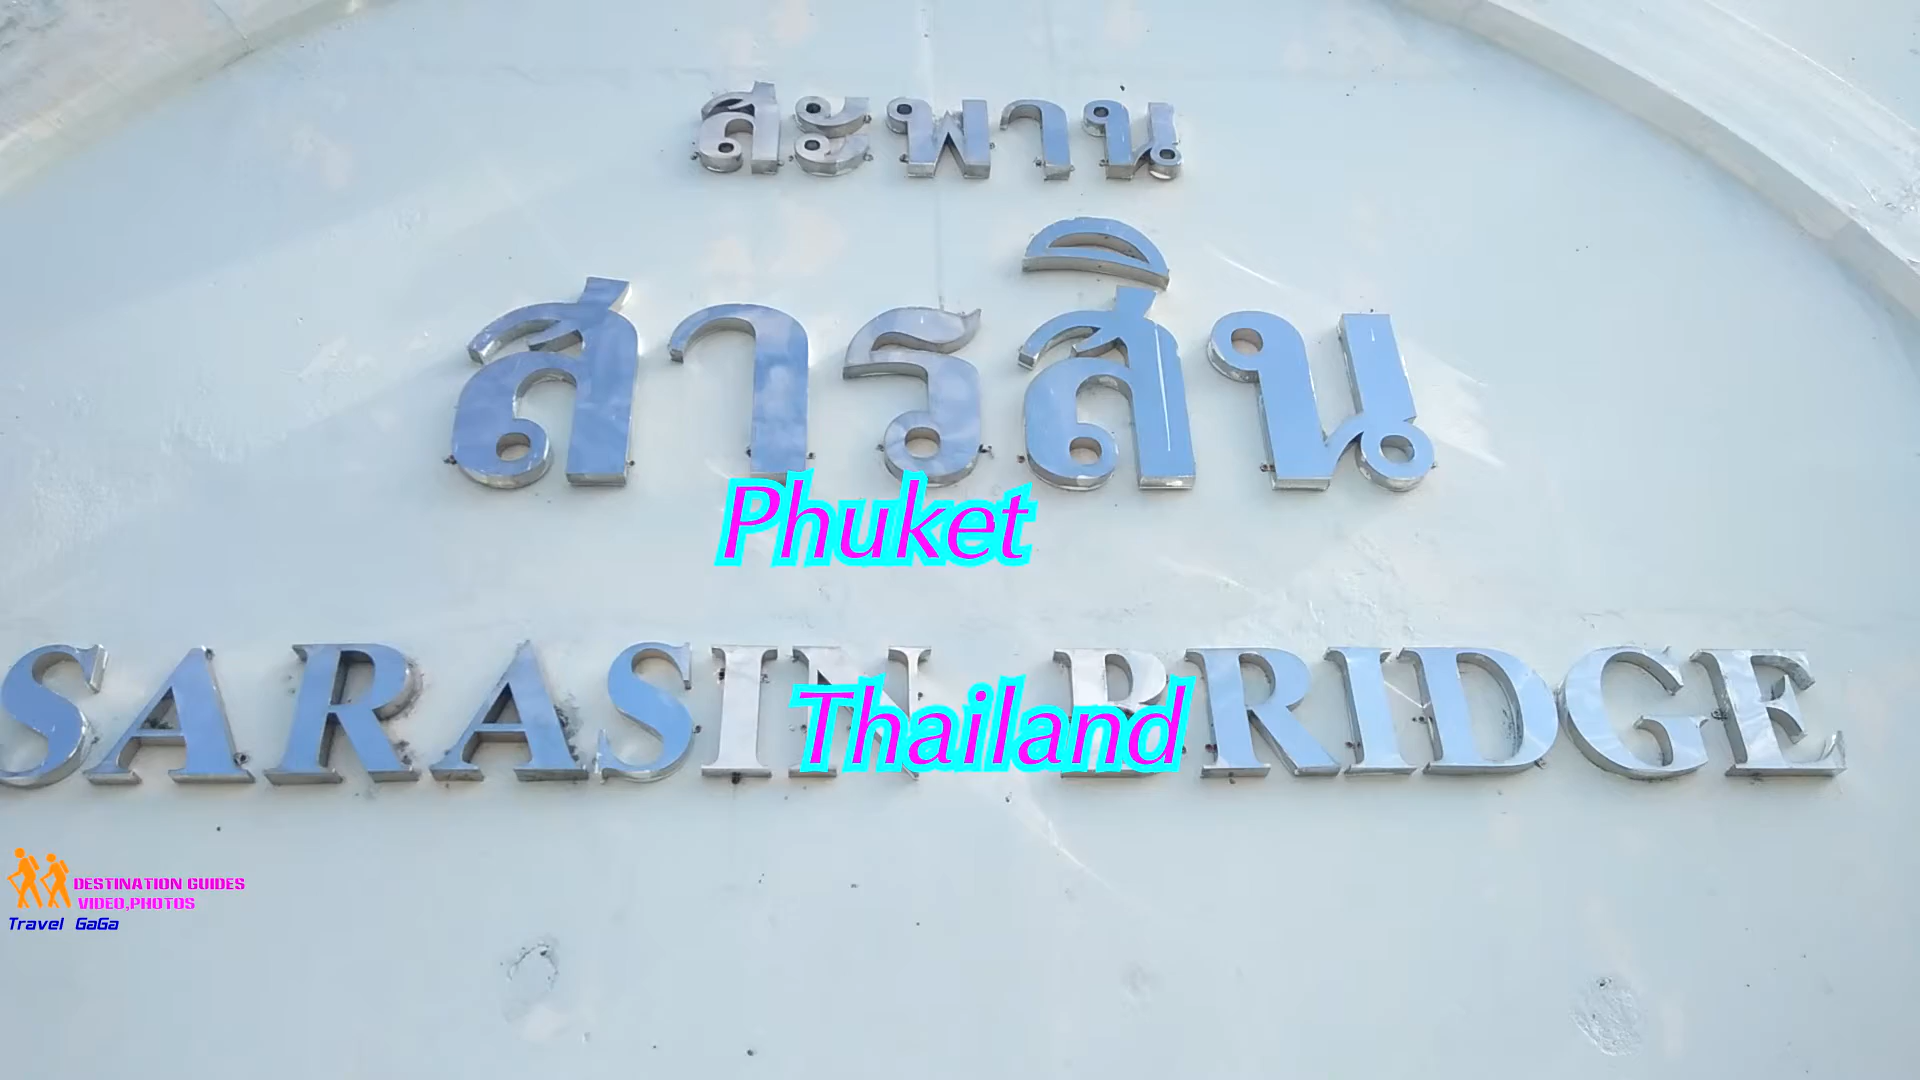 สะพาน
สารสิน
Phuket
SARASIN BRIDGE
Thailand
DESTINATION GUIDES
VIDEO,PHOTOS
Travel GaGa